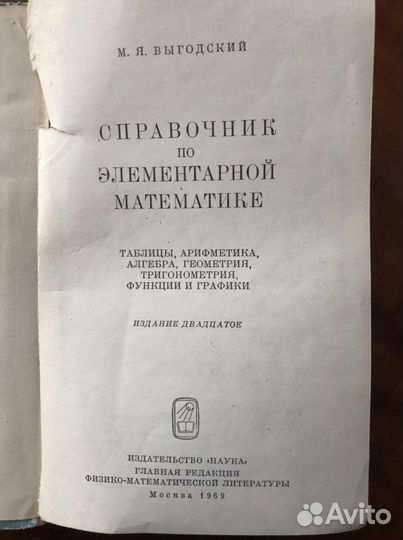 М. Я. ВЫГОДСКИЙ
СПРАВОЧНИК
ПО
ЭЛЕМЕНТАРНОЙ
МАТЕМАТИКЕ
ТАБЛИЦЫ, АРИФМЕТИКА,
АЛГЕБРА, ГЕОМЕТРИЯ,
ТРИГОНОМЕТРИЯ,
ФУНКЦИИ И ГРАФИКИ
ИЗДАНИЕ ДВАДЦАТОЕ
ИЗДАТЕЛЬСТВО «НАУКА»
ГЛАВНАЯ РЕДАКЦИЯ
ФИЗИКО-МАТЕМАТИЧЕСКОЙ ЛИТЕРАТУРЫ
Москва 1969
Avito